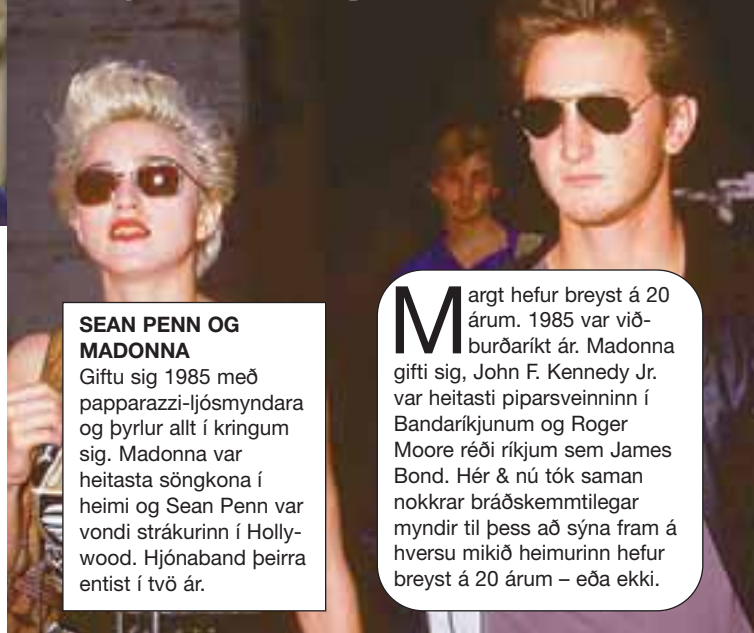 SEAN PENN OG
MADONNA
Giftu sig 1985 með
papparazzi-ljósmyndara
og þyrlur allt í kringum
sig. Madonna var
heitasta söngkona í
heimi og Sean Penn var
vondi strákurinn í Holly-
wood. Hjónaband þeirra
entist í tvö ár.
Margt hefur breyst á 20
árum. 1985 var við-
burðaríkt ár. Madonna
gifti sig, John F. Kennedy Jr.
var heitasti piparsveinninn í
Bandaríkjunum og Roger
Moore réði ríkjum sem James
Bond. Hér & nú tók saman
nokkrar bráðskemmtilegar
myndir til þess að sýna fram á
hversu mikið heimurinn hefur
breyst á 20 árum – eða ekki.